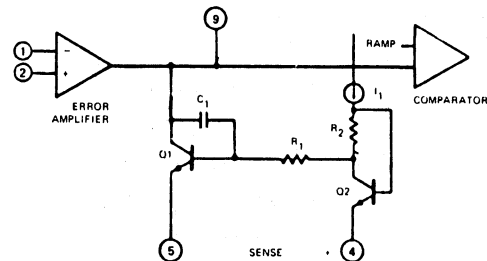 9
1
−
RAMP
2
+
I1
C1
ERROR
AMPLIFIER
COMPARATOR
R2
Q1
R1
Q2
5
SENSE
+
4